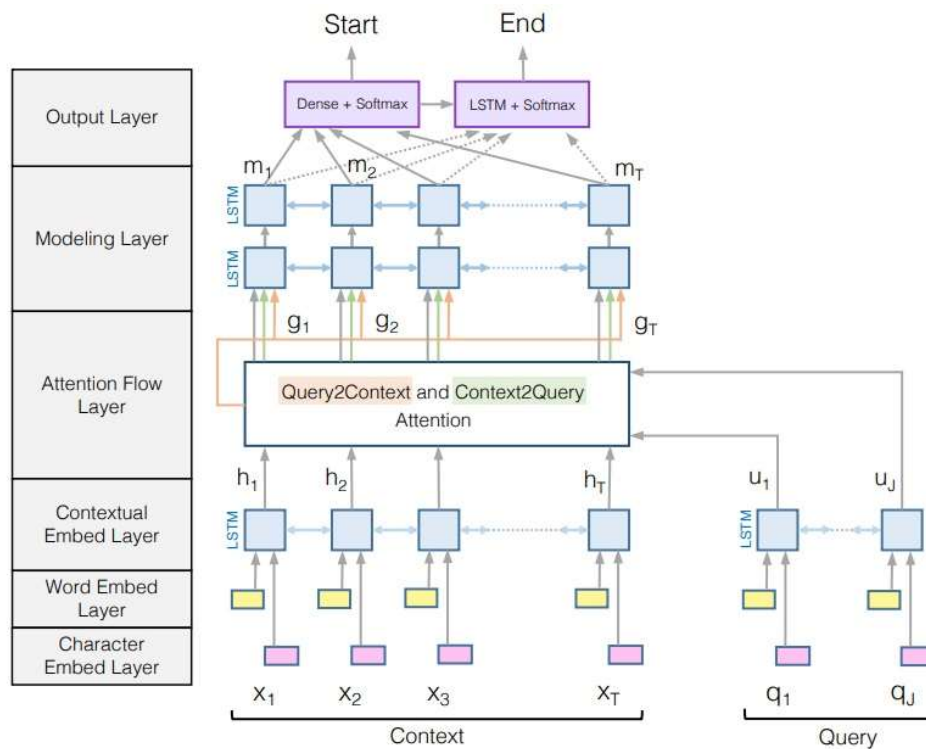 Start End
Output Layer
Dense + Softmax LSTM + Softmax
m1 m2 mT
LSTM
Modeling Layer
LSTM
g1 g2 gT
Attention Flow
Layer
Query2Context and Context2Query
Attention
h1 h2 hT u1 uJ
Contextual
Embed Layer
LSTM LSTM
Word Embed
Layer
Character
Embed Layer
x1 x2 x3 xT q1 qJ
Context Query